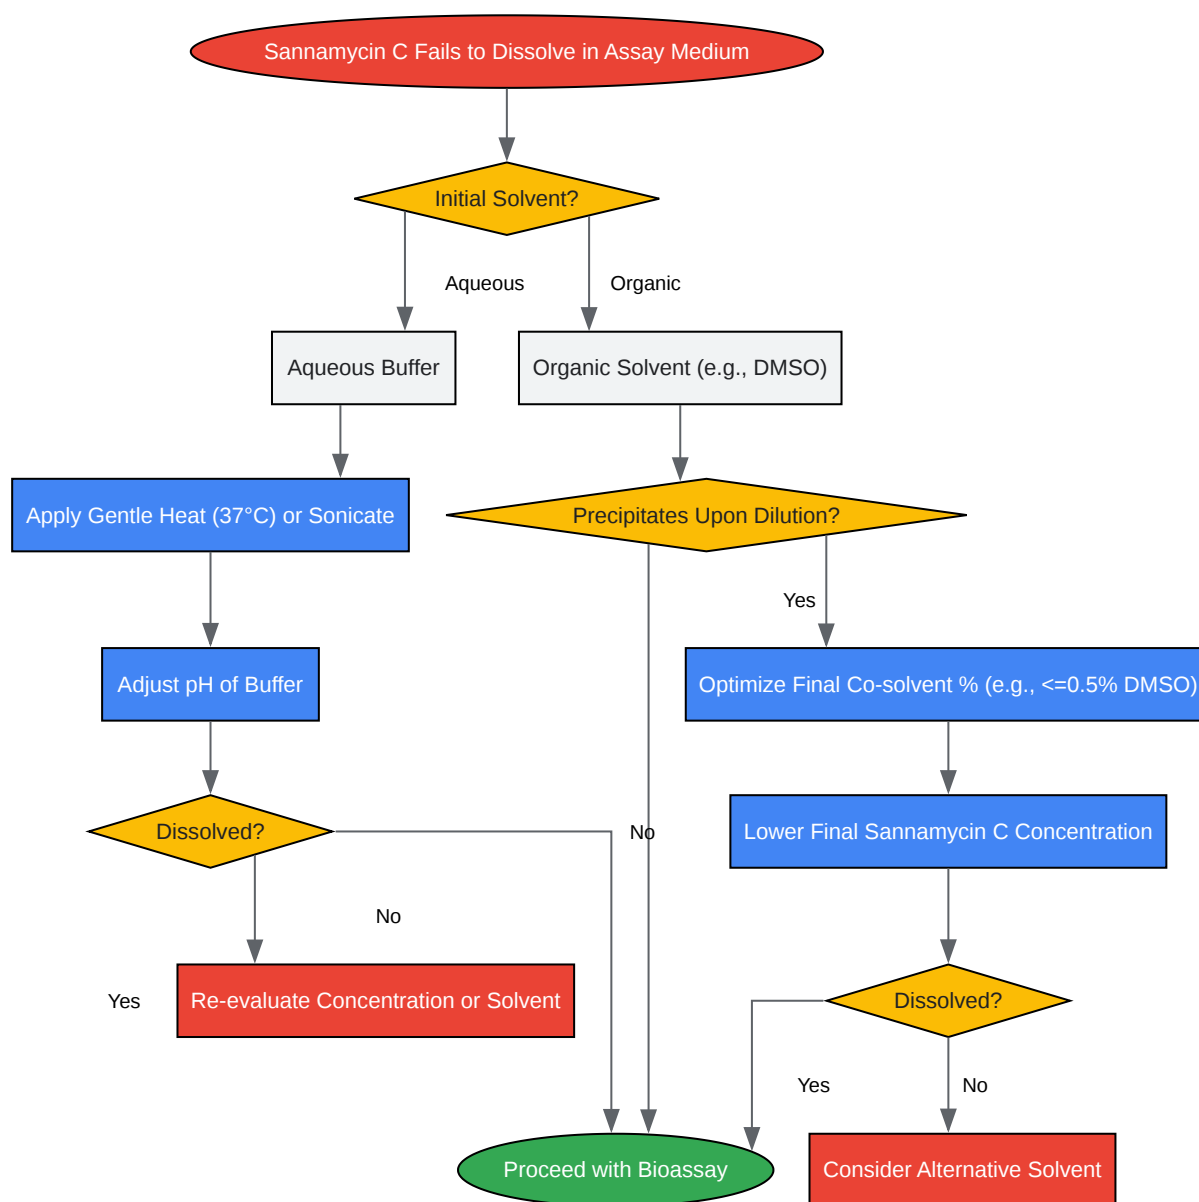 Sannamycin C Fails to Dissolve in Assay Medium
Initial Solvent?
Aqueous
Organic
Aqueous Buffer
Organic Solvent (e.g., DMSO)
Apply Gentle Heat (37°C) or Sonicate
Precipitates Upon Dilution?
Yes
Adjust pH of Buffer
Optimize Final Co-solvent % (e.g., <=0.5% DMSO)
Dissolved?
No
Lower Final Sannamycin C Concentration
No
Yes
Re-evaluate Concentration or Solvent
Dissolved?
Yes
No
Proceed with Bioassay
Consider Alternative Solvent